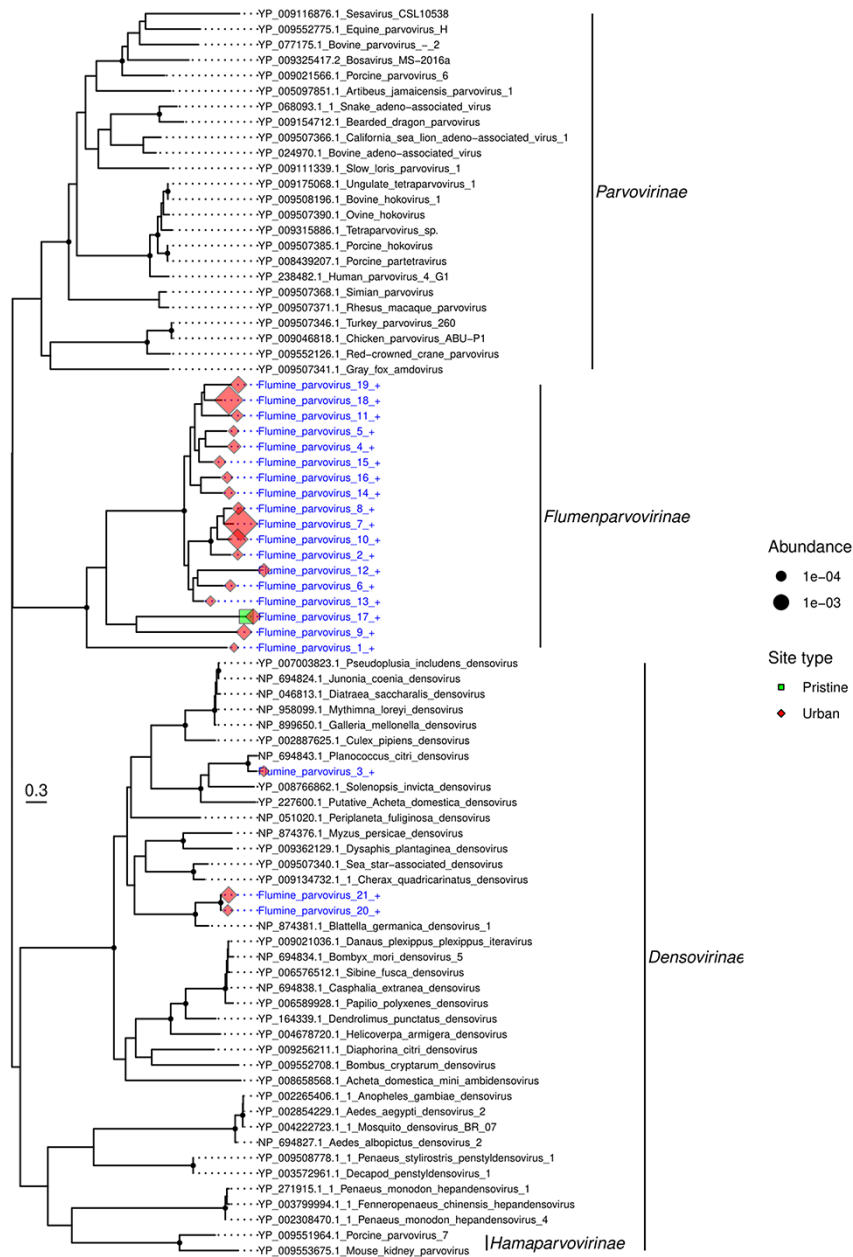 YP_009116876.1_Sesavirus_CSL10538
YP_009552775.1_Equine_parvovirus_H
YP_077175.1_Bovine_parvovirus_-_2
YP_009325417.2_Bosavirus_MS-2016a
YP_009021566.1_Porcine_parvovirus_6
YP_005097851.1_Artibeus_jamaicensis_parvovirus_1
YP_068093.1_1_Snake_adeno-associated_virus
YP_009154712.1_Bearded_dragon_parvovirus
YP_009507366.1_California_sea_lion_adeno-associated_virus_1
YP_024970.1_Bovine_adeno-associated_virus
YP_009111339.1_Slow_loris_parvovirus_1
YP_009175068.1_Ungulate_tetraparvovirus_1
Parvovirinae
YP_009508196.1_Bovine_hokovirus_1
YP_009507390.1_Ovine_hokovirus
YP_009315886.1_Tetraparvovirus_sp.
YP_009507385.1_Porcine_hokovirus
YP_008439207.1_Porcine_partetravirus
YP_238482.1_Human_parvovirus_4_G1
YP_009507368.1_Simian_parvovirus
YP_009507371.1_Rhesus_macaque_parvovirus
YP_009507346.1_Turkey_parvovirus_260
YP_009046818.1_Chicken_parvovirus_ABU-P1
YP_009552126.1_Red-crowned_crane_parvovirus
YP_009507341.1_Gray_fox_amdovirus
Flumine_parvovirus_19_+
Flumine_parvovirus_18_+
Flumine_parvovirus_11_+
Flumine_parvovirus_5_+
Flumine_parvovirus_4_+
Flumine_parvovirus_15_+
Flumine_parvovirus_16_+
Flumine_parvovirus_14_+
Flumine_parvovirus_8_+
Flumenparvovirinae
Flumine_parvovirus_7_+
Flumine_parvovirus_10_+
Flumine_parvovirus_2_+
Flumine_parvovirus_12_+
Flumine_parvovirus_6_+
Flumine_parvovirus_13_+
Flumine_parvovirus_17_+
Flumine_parvovirus_9_+
Flumine_parvovirus_1_+
Abundance
1e-04
1e-03
Site type
Pristine
Urban
YP_007003823.1_Pseudoplusia_includens_densovirus
NP_694824.1_Junonia_coenia_densovirus
NP_046813.1_Diatraea_saccharalis_densovirus
NP_958099.1_Mythimna_loreyi_densovirus
NP_899650.1_Galleria_mellonella_densovirus
YP_002887625.1_Culex_pipiens_densovirus
NP_694843.1_Planococcus_citri_densovirus
Flumine_parvovirus_3_+
YP_008766862.1_Solenopsis_invicta_densovirus
0.3
YP_227600.1_Putative_Acheta_domestica_densovirus
NP_051020.1_Periplaneta_fuliginosa_densovirus
NP_874376.1_Myzus_persicae_densovirus
YP_009362129.1_Dysaphis_plantaginea_densovirus
YP_009507340.1_Sea_star-associated_densovirus
YP_009134732.1_1_Cherax_quadricarinatus_densovirus
Flumine_parvovirus_21_+
Flumine_parvovirus_20_+
NP_874381.1_Blattella_germanica_densovirus_1
YP_009021036.1_Danaus_plexippus_plexippus_iteravirus
Densovirinae
NP_694834.1_Bombyx_mori_densovirus_5
YP_006576512.1_Sibine_fusca_densovirus
NP_694838.1_Casphalia_extranea_densovirus
YP_006589928.1_Papilio_polyxenes_densovirus
YP_164339.1_Dendrolimus_punctatus_densovirus
YP_004678720.1_Helicoverpa_armigera_densovirus
YP_009256211.1_Diaphorina_citri_densovirus
YP_009552708.1_Bombus_cryptarum_densovirus
YP_008658568.1_Acheta_domestica_mini_ambidensovirus
YP_002265406.1_1_Anopheles_gambiae_densovirus
YP_002854229.1_Aedes_aegypti_densovirus_2
YP_004222723.1_1_Mosquito_densovirus_BR_07
NP_694827.1_Aedes_albopictus_densovirus_2
YP_009508778.1_1_Penaeus_stylirostris_penstyldensovirus_1
YP_003572961.1_Decapod_penstyldensovirus_1
YP_271915.1_1_Penaeus_monodon_hepandensovirus_1
YP_003799994.1_1_Fenneropenaeus_chinensis_hepandensovirus
YP_002308470.1_1_Penaeus_monodon_hepandensovirus_4
YP_009551964.1_Porcine_parvovirus_7
Hamaparvovirinae
YP_009553675.1_Mouse_kidney_parvovirus